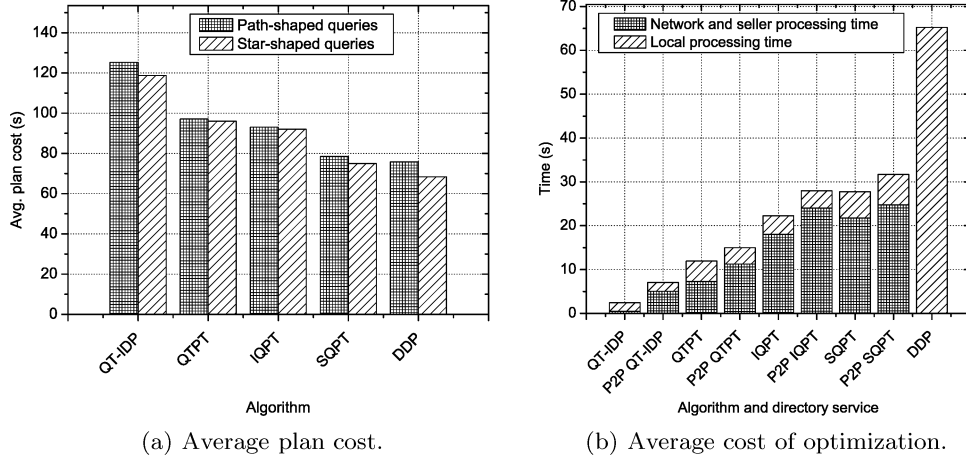 140
120
100
80
60
40
20
0
Avg. plan cost (s)
Path-shaped queries
Star-shaped queries
QT-IDP
QTPT
IQPT
SQPT
DDP
Algorithm
(a) Average plan cost.
70
60
50
40
30
20
10
0
Time (s)
Network and seller processing time
Local processing time
QT-IDP
P2P QT-IDP
QTPT
P2P QTPT
IQPT
P2P IQPT
SQPT
P2P SQPT
DDP
Algorithm and directory service
(b) Average cost of optimization.